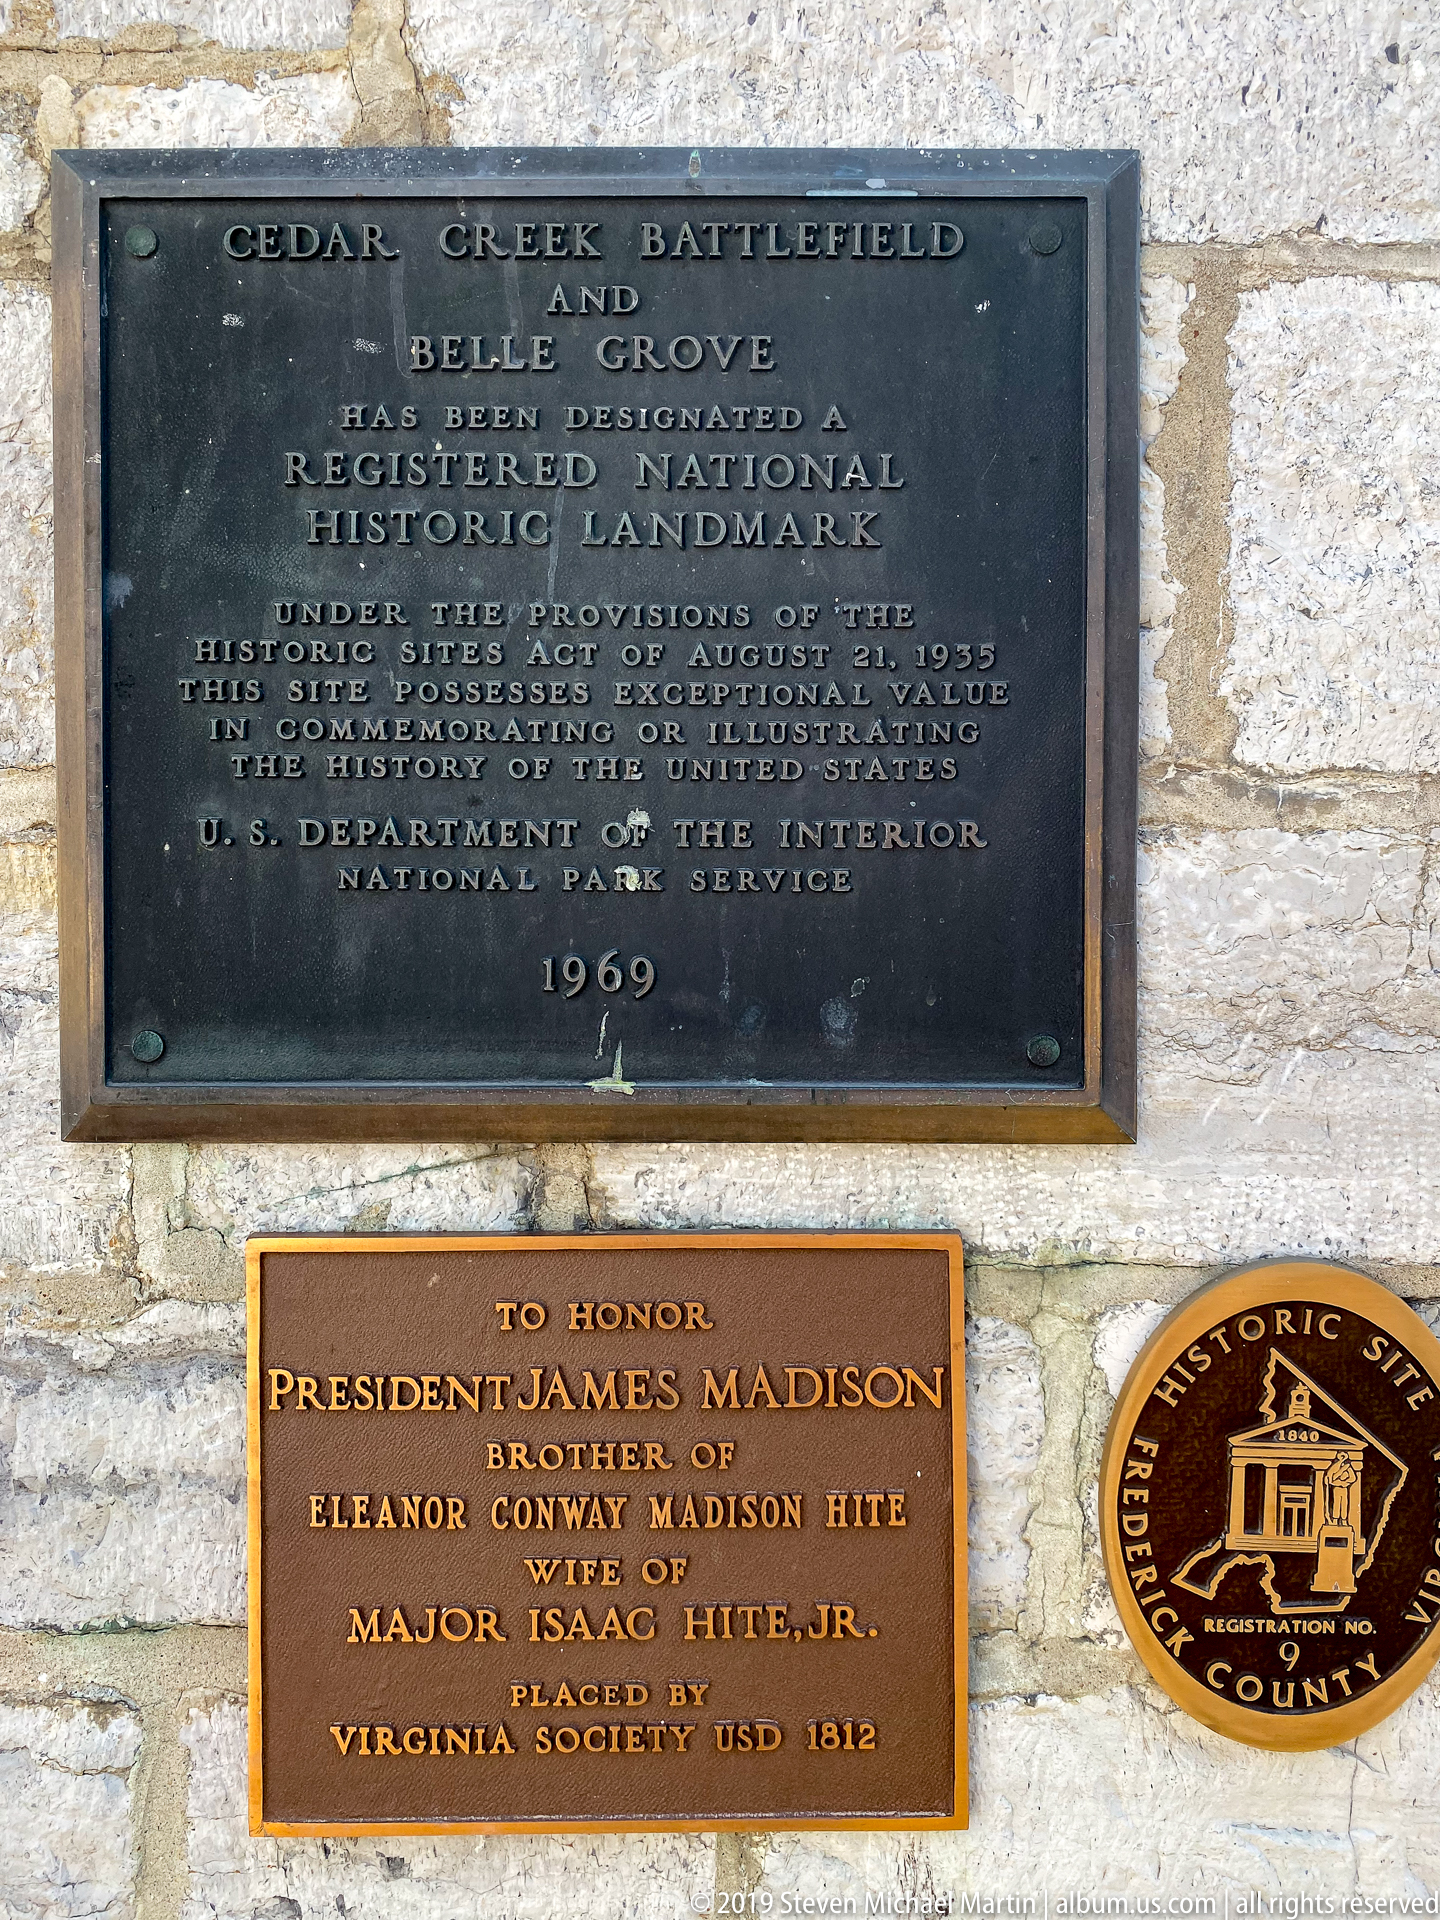 CEDAR CREEK BATTLEFIELD
AND
BELLE GROVE
HAS BEEN DESIGNATED A
REGISTERED NATIONAL
HISTORIC LANDMARK
UNDER THE PROVISIONS OF THE
HISTORIC SITES ACT OF AUGUST 21, 1935
THIS SITE POSSESSES EXCEPTIONAL VALUE
IN COMMEMORATING OR ILLUSTRATING
THE HISTORY OF THE UNITED STATES
U. S. DEPARTMENT OF THE INTERIOR
NATIONAL PARK SERVICE
1969
TO HONOR
PRESIDENT JAMES MADISON
BROTHER OF
ELEANOR CONWAY MADISON HITE
WIFE OF
MAJOR ISAAC HITE, JR.
PLACED BY
VIRGINIA SOCIETY USD 1812
HISTORIC SITE
1840
REGISTRATION NO.
9
FREDERICK COUNTY
© 2019 Steven Michael Martin | album.us.com | all rights reserved